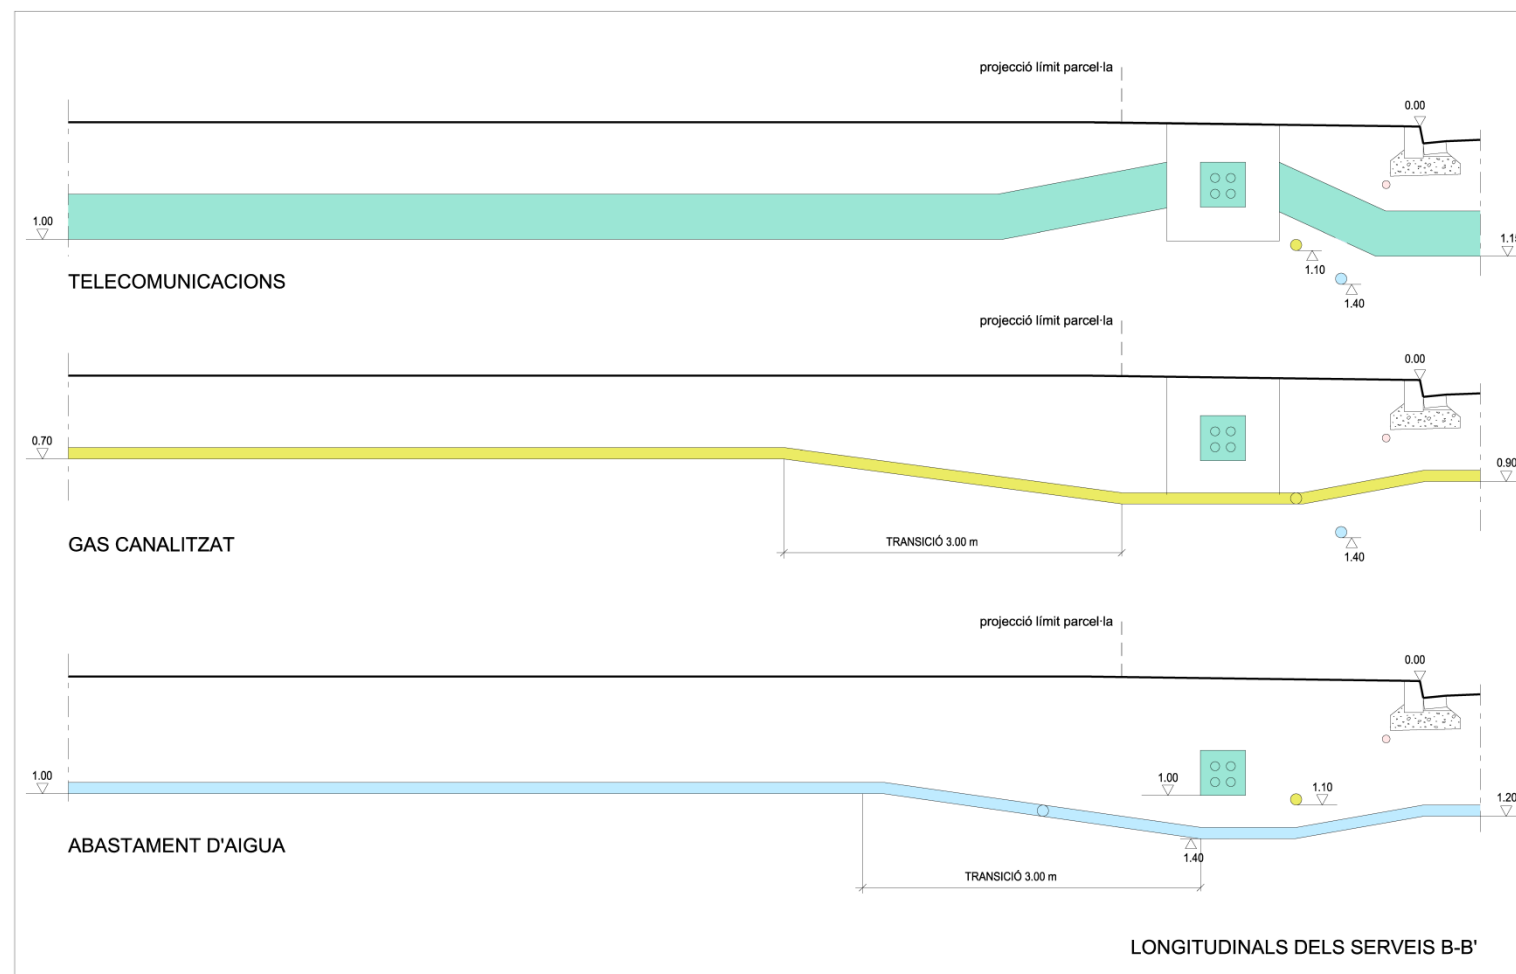 projecció límit parcel·la
0.00
1.00
1.15
1.10
1.40
TELECOMUNICACIONS
projecció límit parcel·la
0.00
0.70
0.90
TRANSICIÓ 3.00 m
1.40
GAS CANALITZAT
projecció límit parcel·la
0.00
1.00
1.00
1.10
1.20
1.40
ABASTAMENT D'AIGUA
TRANSICIÓ 3.00 m
LONGITUDINALS DELS SERVEIS B-B'